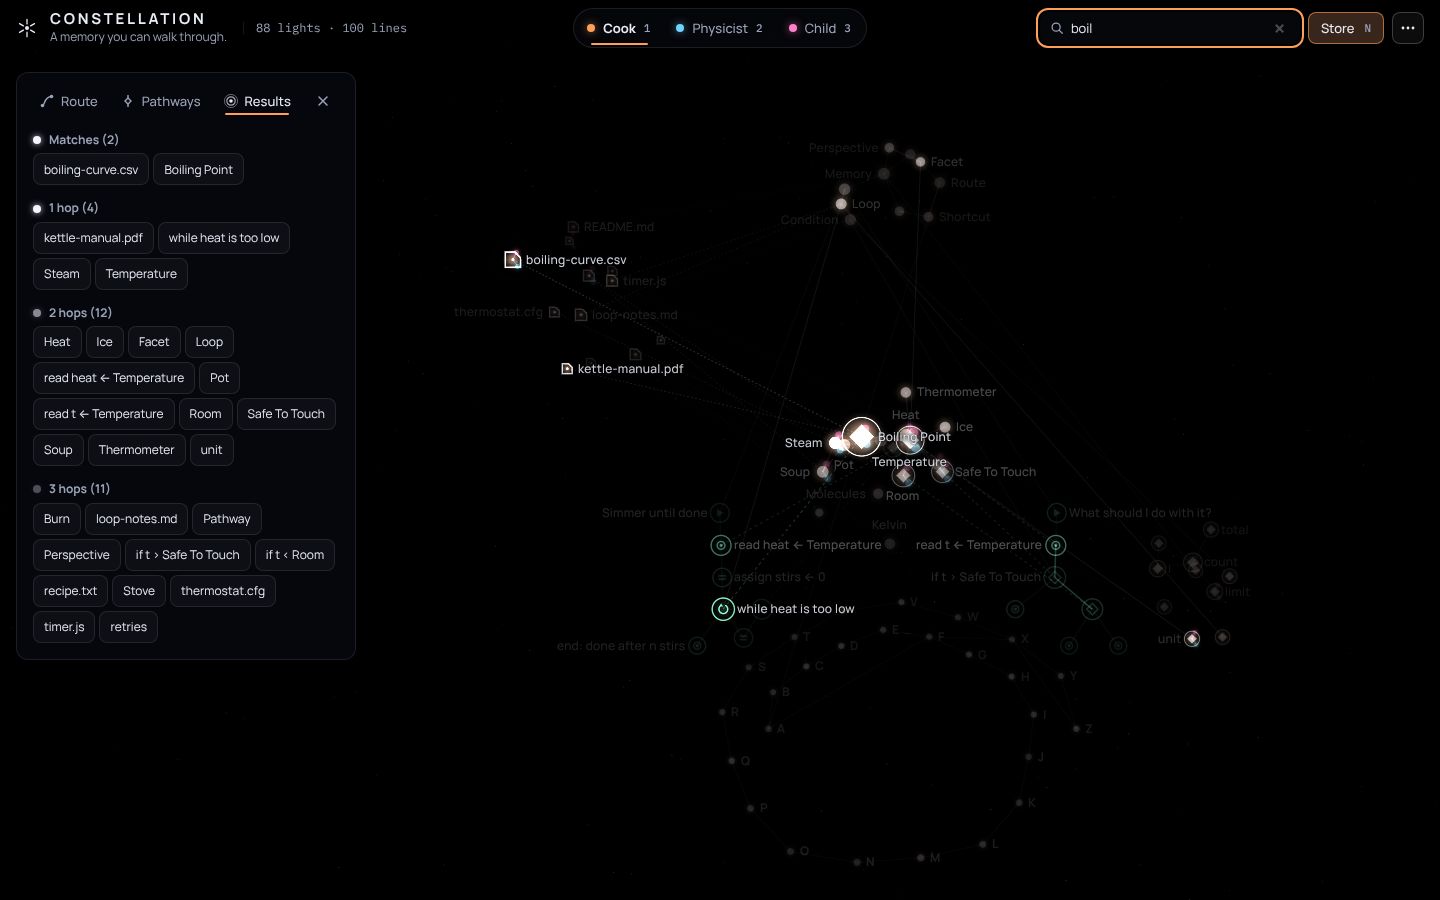 CONSTELLATION
A memory you can walk through.
88 lights · 100 lines
Cook 1
Physicist 2
Child 3
boil
Store N
Route
Pathways
Results
Matches (2)
boiling-curve.csv
Boiling Point
1 hop (4)
kettle-manual.pdf
while heat is too low
Steam
Temperature
2 hops (12)
Heat
Ice
Facet
Loop
read heat ← Temperature
Pot
read t ← Temperature
Room
Safe To Touch
Soup
Thermometer
unit
3 hops (11)
Burn
loop-notes.md
Pathway
Perspective
if t > Safe To Touch
if t < Room
recipe.txt
Stove
thermostat.cfg
timer.js
retries
Perspective
Facet
Memory
Route
Loop
Condition
Shortcut
README.md
boiling-curve.csv
timer.js
thermostat.cfg
loop-notes.md
kettle-manual.pdf
Thermometer
Heat
Ice
Steam
Boiling Point
Temperature
Pot
Soup
Safe To Touch
Molecules
Room
Simmer until done
What should I do with it?
Kelvin
total
read heat ← Temperature
read t ← Temperature
count
i
assign stirs ← 0
if t > Safe To Touch
limit
while heat is too low
end: done after n stirs
unit
V
W
T
E
F
X
D
G
S
C
H
Y
B
R
A
I
Z
Q
J
P
K
O
L
N
M